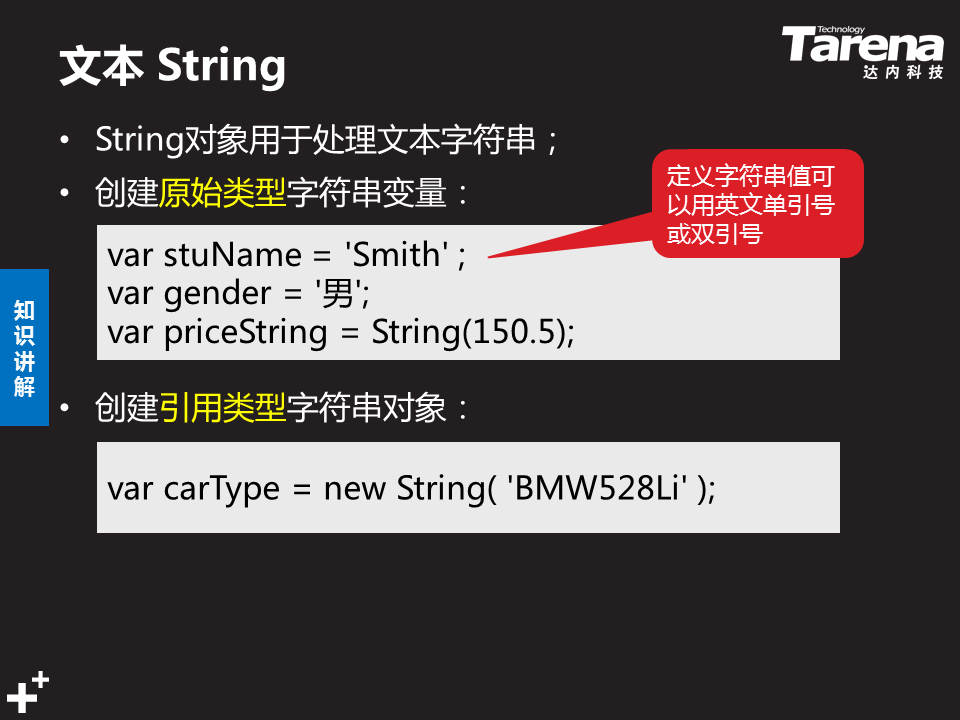 文本 String
Technology
Tarena
达内科技
• String对象用于处理文本字符串；
• 创建原始类型字符串变量：
定义字符串值可
以用英文单引号
或双引号
var stuName = 'Smith' ;
var gender = '男';
var priceString = String(150.5);
知
识
讲
解
• 创建引用类型字符串对象：
var carType = new String( 'BMW528Li' );